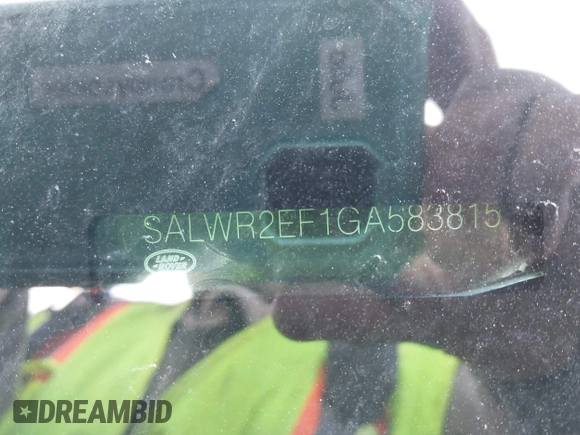 SALWR2EF1GA583815
LAND
ROVER
DREAMBID